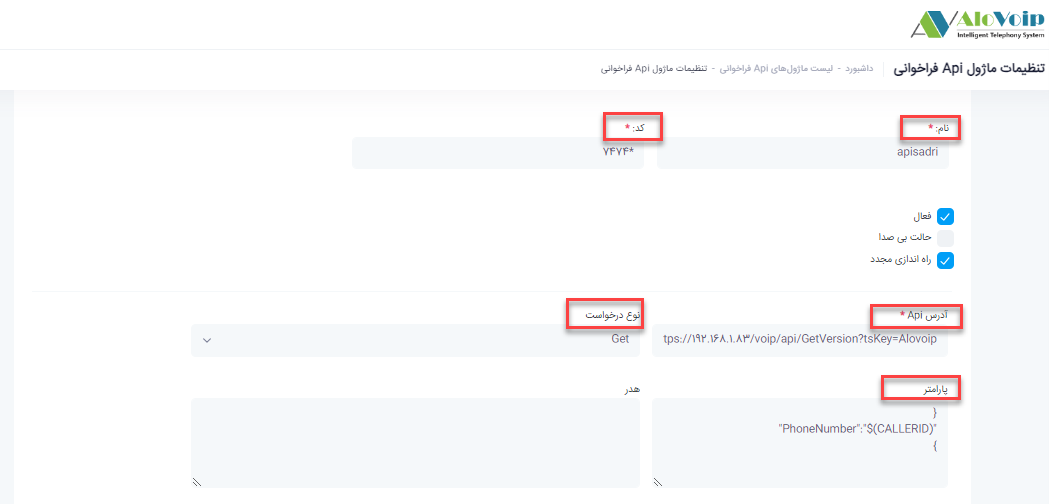 AloVoip
Intelligent Telephony System
تنظیمات ماژول Api فراخوانی
داشبورد - لیست ماژول‌های Api فراخوانی - تنظیمات ماژول Api فراخوانی
نام: *
کد: *
apisadri
۷۴۷۴*
فعال
حالت بی صدا
راه اندازی مجدد
آدرس Api *
نوع درخواست
tps://۱۹۲.۱۶۸.۱.۸۳/voip/api/GetVersion?tsKey=Alovoip
Get
پارامتر
هدر
{
"PhoneNumber":"$(CALLERID)"
}